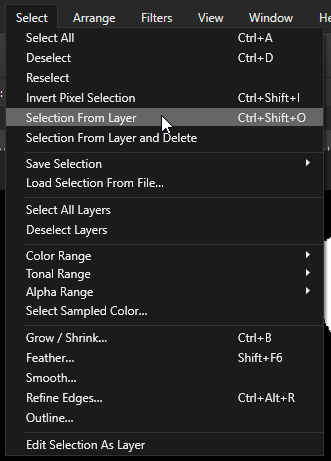 Select Arrange Filters View Window He
Select All Ctrl+A
Deselect Ctrl+D
Reselect
Invert Pixel Selection Ctrl+Shift+I
Selection From Layer Ctrl+Shift+O
Selection From Layer and Delete
Save Selection
Load Selection From File...
Select All Layers
Deselect Layers
Color Range
Tonal Range
Alpha Range
Select Sampled Color...
Grow / Shrink... Ctrl+B
Feather... Shift+F6
Smooth...
Refine Edges... Ctrl+Alt+R
Outline...
Edit Selection As Layer